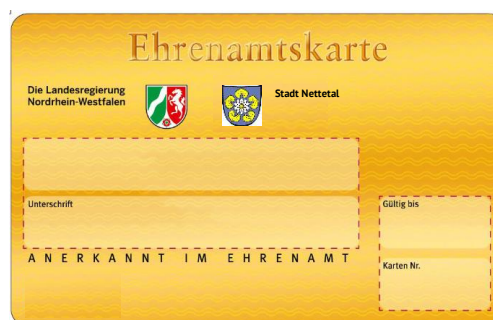 Ehrenamtskarte
Die Landesregierung
Nordrhein-Westfalen
Stadt Nettetal
Unterschrift
Gültig bis
ANERKANNT IM EHRENAMT
Karten Nr.